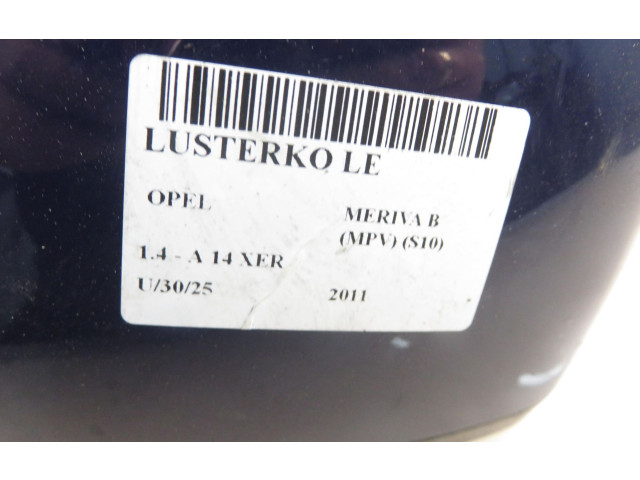 LUSTERKO LE
OPEL
MERIVA B
(MPV) (S10)
1.4 - A 14 XER
U/30/25
2011